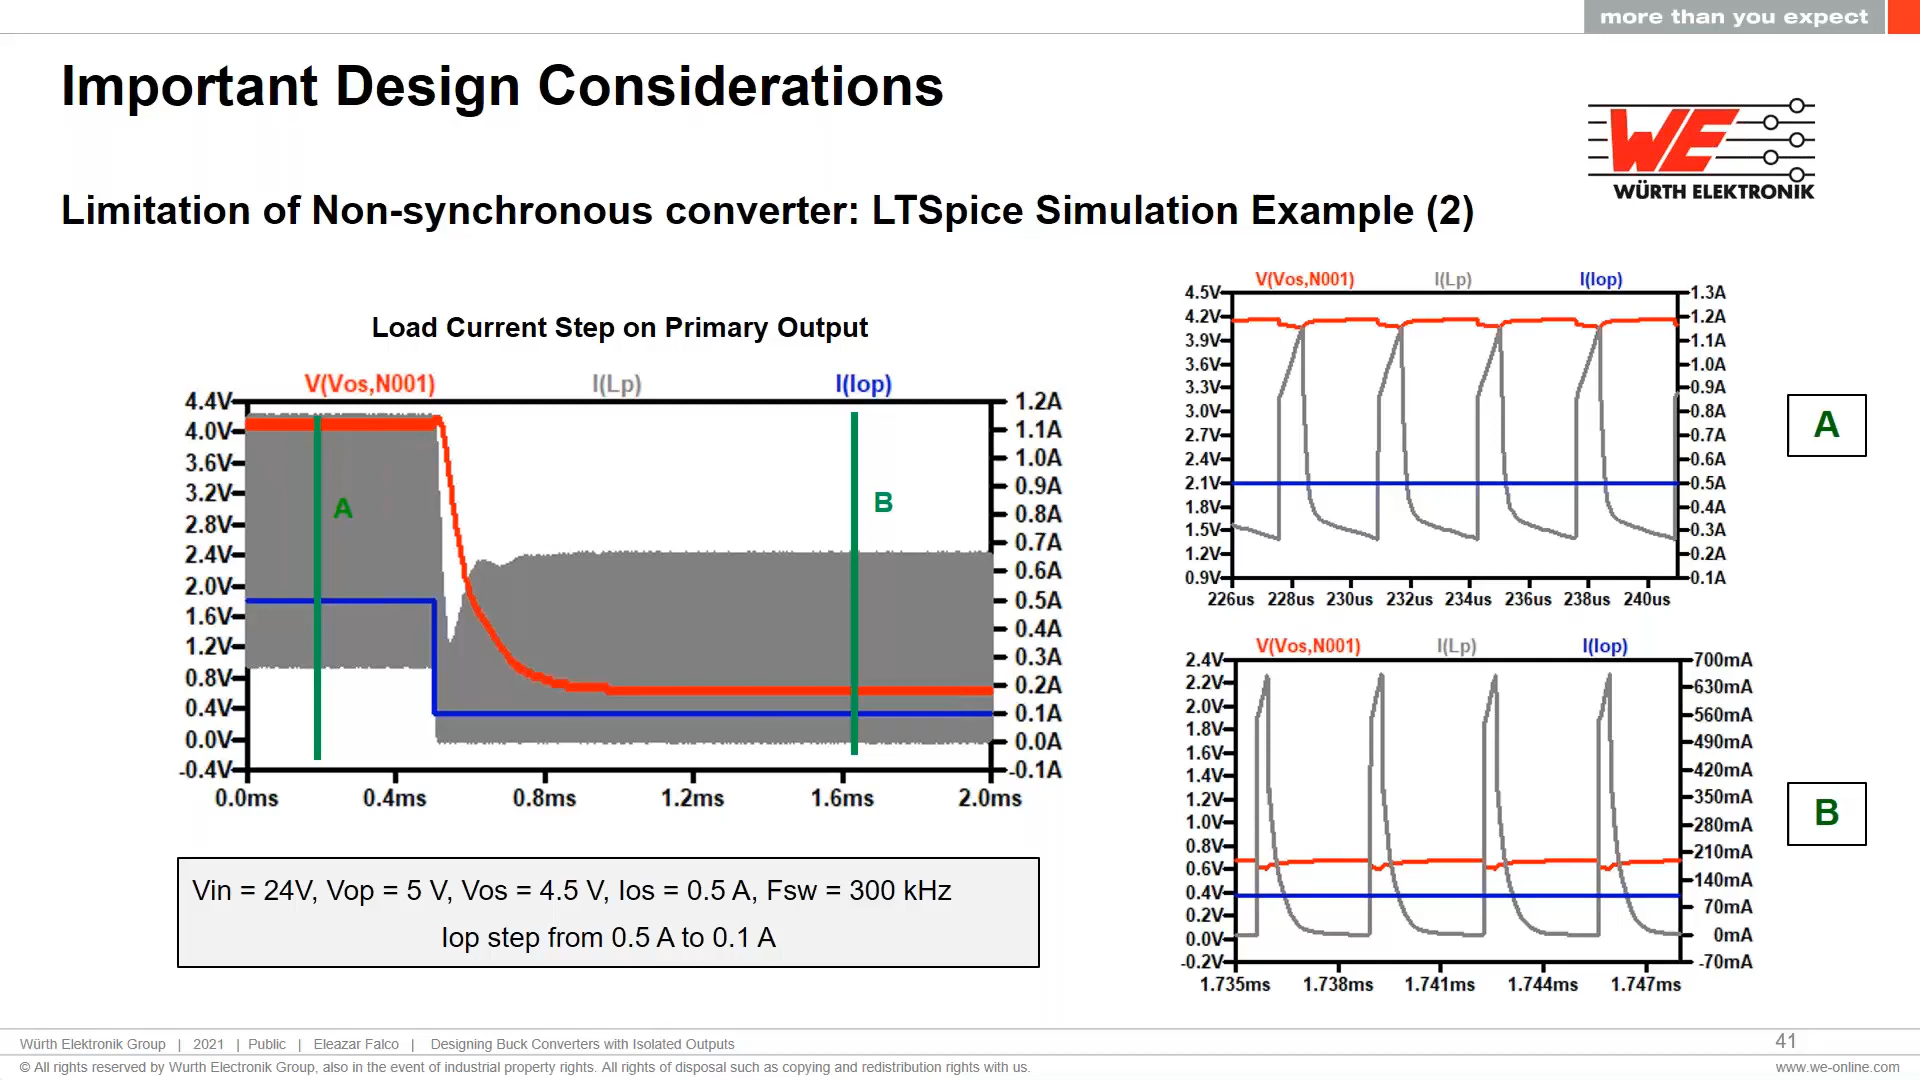 more than you expect
Important Design Considerations
WE
WÜRTH ELEKTRONIK
Limitation of Non-synchronous converter: LTSpice Simulation Example (2)
Load Current Step on Primary Output
V(Vos,N001) I(Lp) I(Iop)
4.4V 1.2A
4.0V 1.1A
3.6V 1.0A
3.2V 0.9A
2.8V 0.8A
2.4V 0.7A
2.0V 0.6A
1.6V 0.5A
1.2V 0.4A
0.8V 0.3A
0.4V 0.2A
0.0V 0.1A
-0.4V 0.0A
-0.1A
A
B
0.0ms 0.4ms 0.8ms 1.2ms 1.6ms 2.0ms
Vin = 24V, Vop = 5 V, Vos = 4.5 V, Ios = 0.5 A, Fsw = 300 kHz
Iop step from 0.5 A to 0.1 A
V(Vos,N001) I(Lp) I(Iop)
4.5V 1.3A
4.2V 1.2A
3.9V 1.1A
3.6V 1.0A
3.3V 0.9A
3.0V 0.8A
2.7V 0.7A
2.4V 0.6A
2.1V 0.5A
1.8V 0.4A
1.5V 0.3A
1.2V 0.2A
0.9V 0.1A
226us 228us 230us 232us 234us 236us 238us 240us
A
V(Vos,N001) I(Lp) I(Iop)
2.4V 700mA
2.2V 630mA
2.0V 560mA
1.8V 490mA
1.6V 420mA
1.4V 350mA
1.2V 280mA
1.0V 210mA
0.8V 140mA
0.6V 70mA
0.4V 0mA
0.2V -70mA
0.0V
-0.2V
1.735ms 1.738ms 1.741ms 1.744ms 1.747ms
B
Würth Elektronik Group | 2021 | Public | Eleazar Falco | Designing Buck Converters with Isolated Outputs
41
© All rights reserved by Wurth Electronik Group, also in the event of industrial property rights. All rights of disposal such as copying and redistribution rights with us.
www.we-online.com